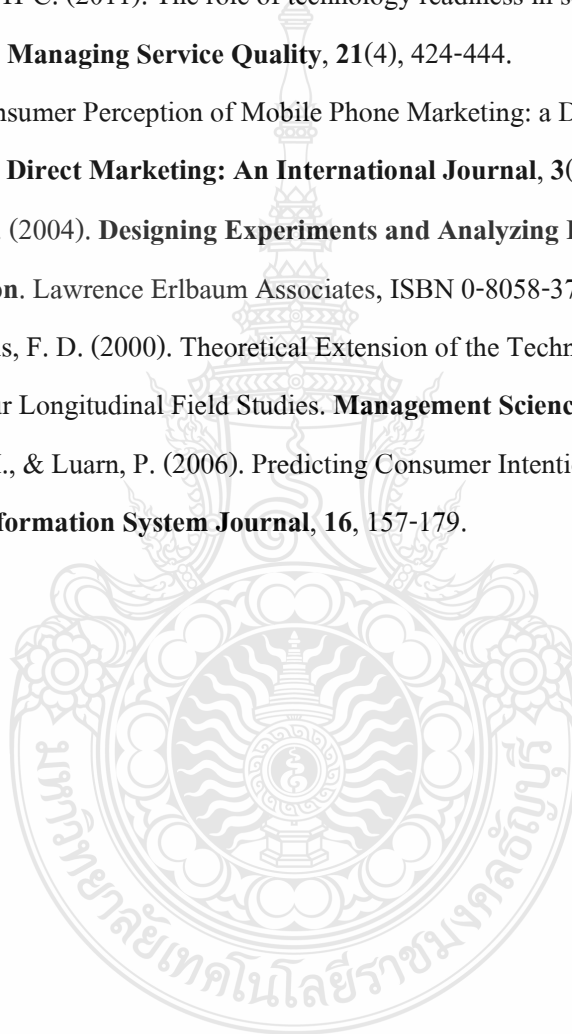 (2011). The role of technology readiness in s
Managing Service Quality, 21(4), 424-444.
nsumer Perception of Mobile Phone Marketing: a D
Direct Marketing: An International Journal, 3(
(2004). Designing Experiments and Analyzing
on. Lawrence Erlbaum Associates, ISBN 0-8058-37
is, F. D. (2000). Theoretical Extension of the Techn
ur Longitudinal Field Studies. Management Scienc
I., & Luarn, P. (2006). Predicting Consumer Intenti
formation System Journal, 16, 157-179.
มหาวิทยาลัยเทคโนโลยีราชมงคลธัญบุรี